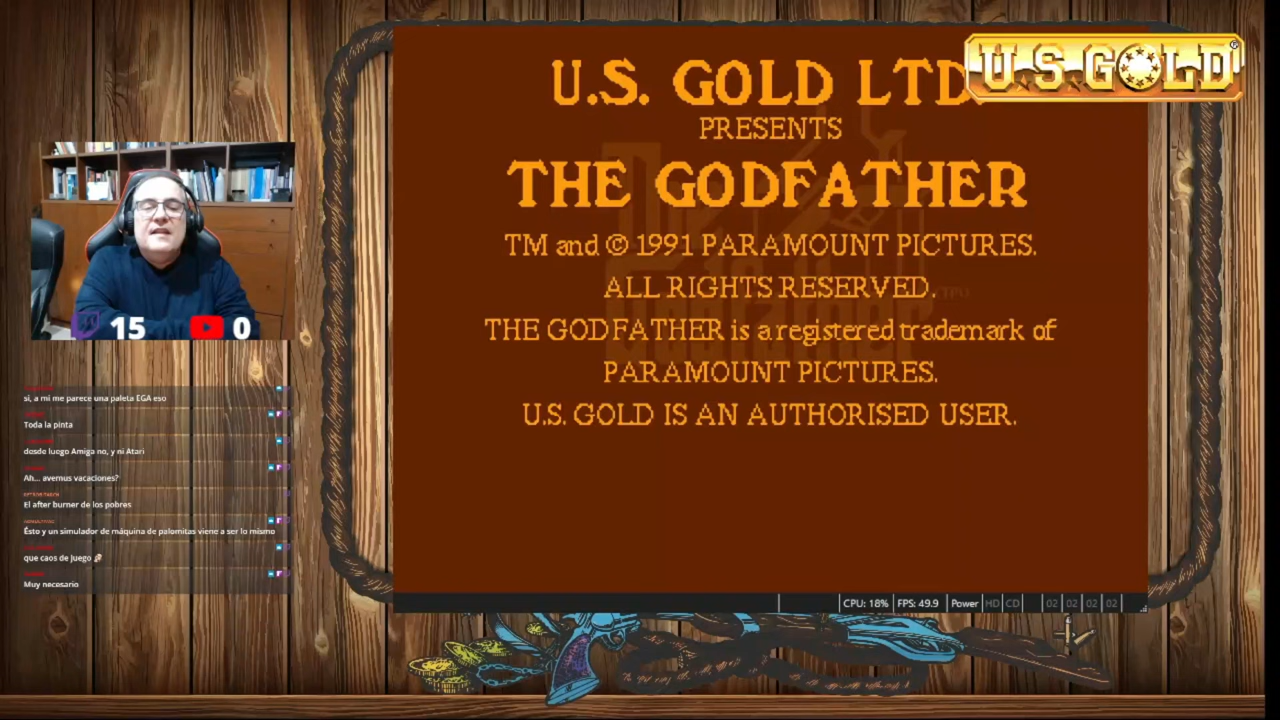 U.S. GOLD LTD
U.S. GOLD
PRESENTS
THE GODFATHER
TM and © 1991 PARAMOUNT PICTURES.
ALL RIGHTS RESERVED.
THE GODFATHER is a registered trademark of
PARAMOUNT PICTURES.
U.S. GOLD IS AN AUTHORISED USER.
15
0
si, a mi me parece una paleta EGA eso
Toda la pinta
desde luego Amiga no, y ni Atari
Ah... avemus vacaciones?
El after burner de los pobres
Ésto y un simulador de máquina de palomitas viene a ser lo mismo
que caos de juego
Muy necesario
CPU: 18% FPS: 49.9 Power HD CD 02 02 02 02